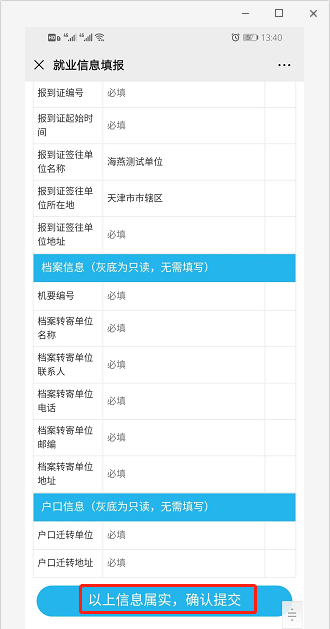 13:40
就业信息填报
报到证编号 必填
报到证起始时
间 必填
报到证签往单
位名称 海燕测试单位
报到证签往单
位所在地 天津市市辖区
报到证签往单
位地址 必填
档案信息（灰底为只读，无需填写）
机要编号 必填
档案转寄单位
名称 必填
档案转寄单位
联系人 必填
档案转寄单位
电话 必填
档案转寄单位
邮编 必填
档案转寄单位
地址 必填
户口信息（灰底为只读，无需填写）
户口迁转单位 必填
户口迁转地址 必填
以上信息属实，确认提交